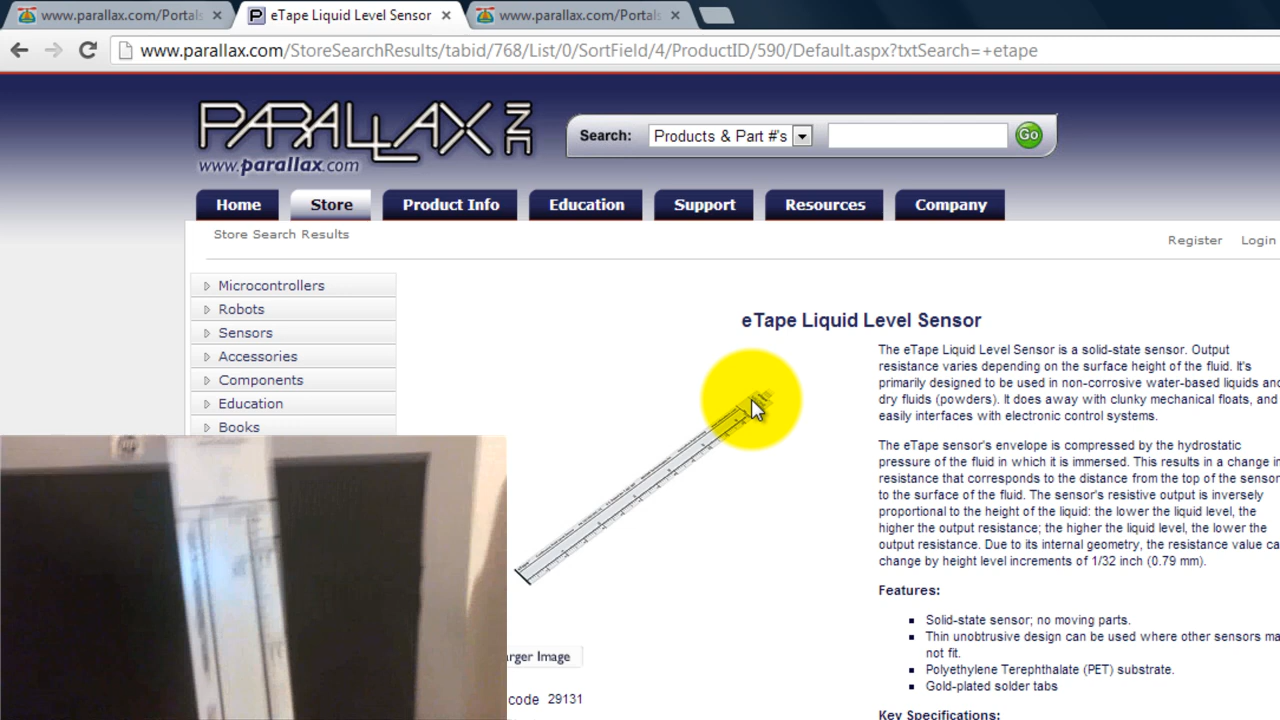 www.parallax.com/Portals
eTape Liquid Level Sensor
www.parallax.com/Portals
www.parallax.com/StoreSearchResults/tabid/768/List/0/SortField/4/ProductID/590/Default.aspx?txtSearch=+etape
PARALLAX INC
www.parallax.com
Search:
Products & Part #'s
Go
Home
Store
Product Info
Education
Support
Resources
Company
Store Search Results
Register
Login
Microcontrollers
Robots
Sensors
Accessories
Components
Education
Books
eTape Liquid Level Sensor
The eTape Liquid Level Sensor is a solid-state sensor. Output
resistance varies depending on the surface height of the fluid. It's
primarily designed to be used in non-corrosive water-based liquids and
dry fluids (powders). It does away with clunky mechanical floats, and
easily interfaces with electronic control systems.
The eTape sensor's envelope is compressed by the hydrostatic
pressure of the fluid in which it is immersed. This results in a change in
resistance that corresponds to the distance from the top of the sensor
to the surface of the fluid. The sensor's resistive output is inversely
proportional to the height of the liquid: the lower the liquid level, the
higher the output resistance; the higher the liquid level, the lower the
output resistance. Due to its internal geometry, the resistance value ca
change by height level increments of 1/32 inch (0.79 mm).
Features:
Solid-state sensor; no moving parts.
Thin unobtrusive design can be used where other sensors ma
not fit.
Polyethylene Terephthalate (PET) substrate.
Gold-plated solder tabs
Key Specifications:
arger Image
code 29131